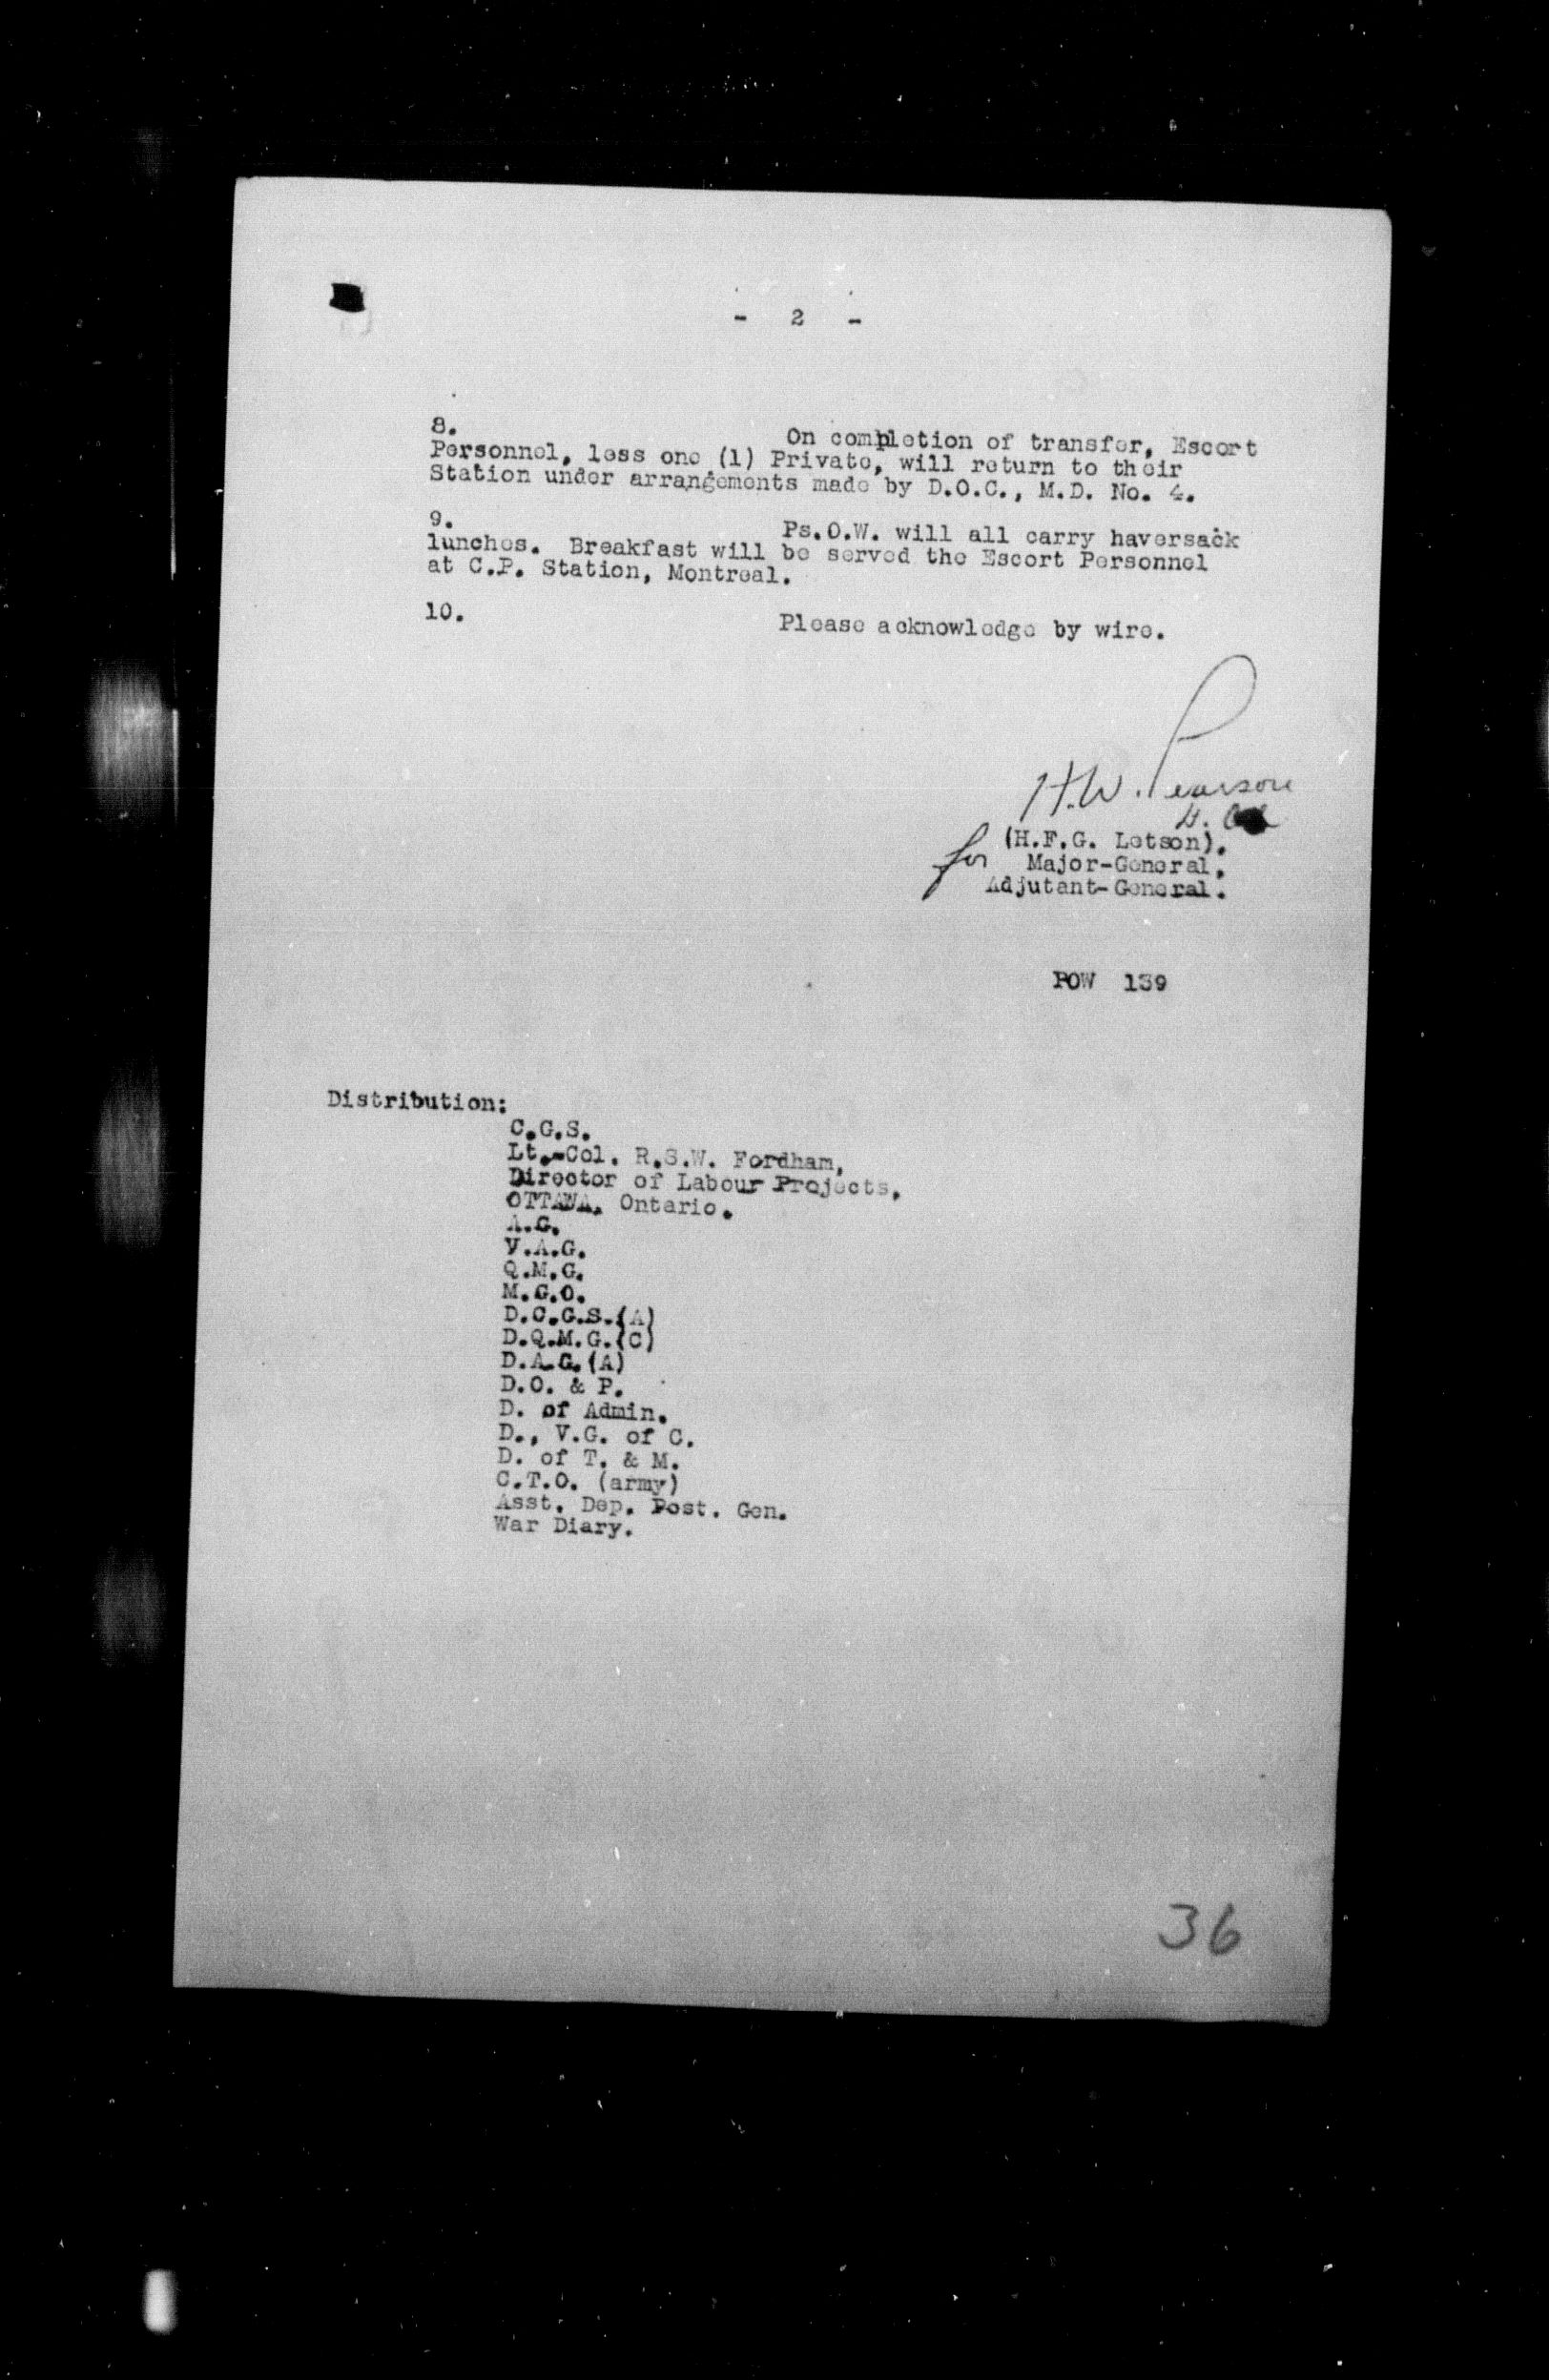 - 2 -
8. On completion of transfer, Escort
Personnel, less one (1) Private, will return to their
Station under arrangements made by D.O.C., M.D. No. 4.
9. Ps.O.W. will all carry haversack
lunches. Breakfast will be served the Escort Personnel
at C.P. Station, Montreal.
10. Please acknowledge by wire.
H.W. Pearson
(H.F.G. Letson).
for Major-General,
Adjutant-General.
POW 139
Distribution:
C.G.S.
Lt.-Col. R.S.W. Fordham,
Director of Labour Projects,
OTTAWA, Ontario.
A.G.
V.A.G.
Q.M.G.
M.G.O.
D.C.G.S.(A)
D.Q.M.G.(C)
D.A.G.(A)
D.O. & P.
D. of Admin.
D., V.G. of C.
D. of T. & M.
C.T.O. (army)
Asst. Dep. Post. Gen.
War Diary.
36